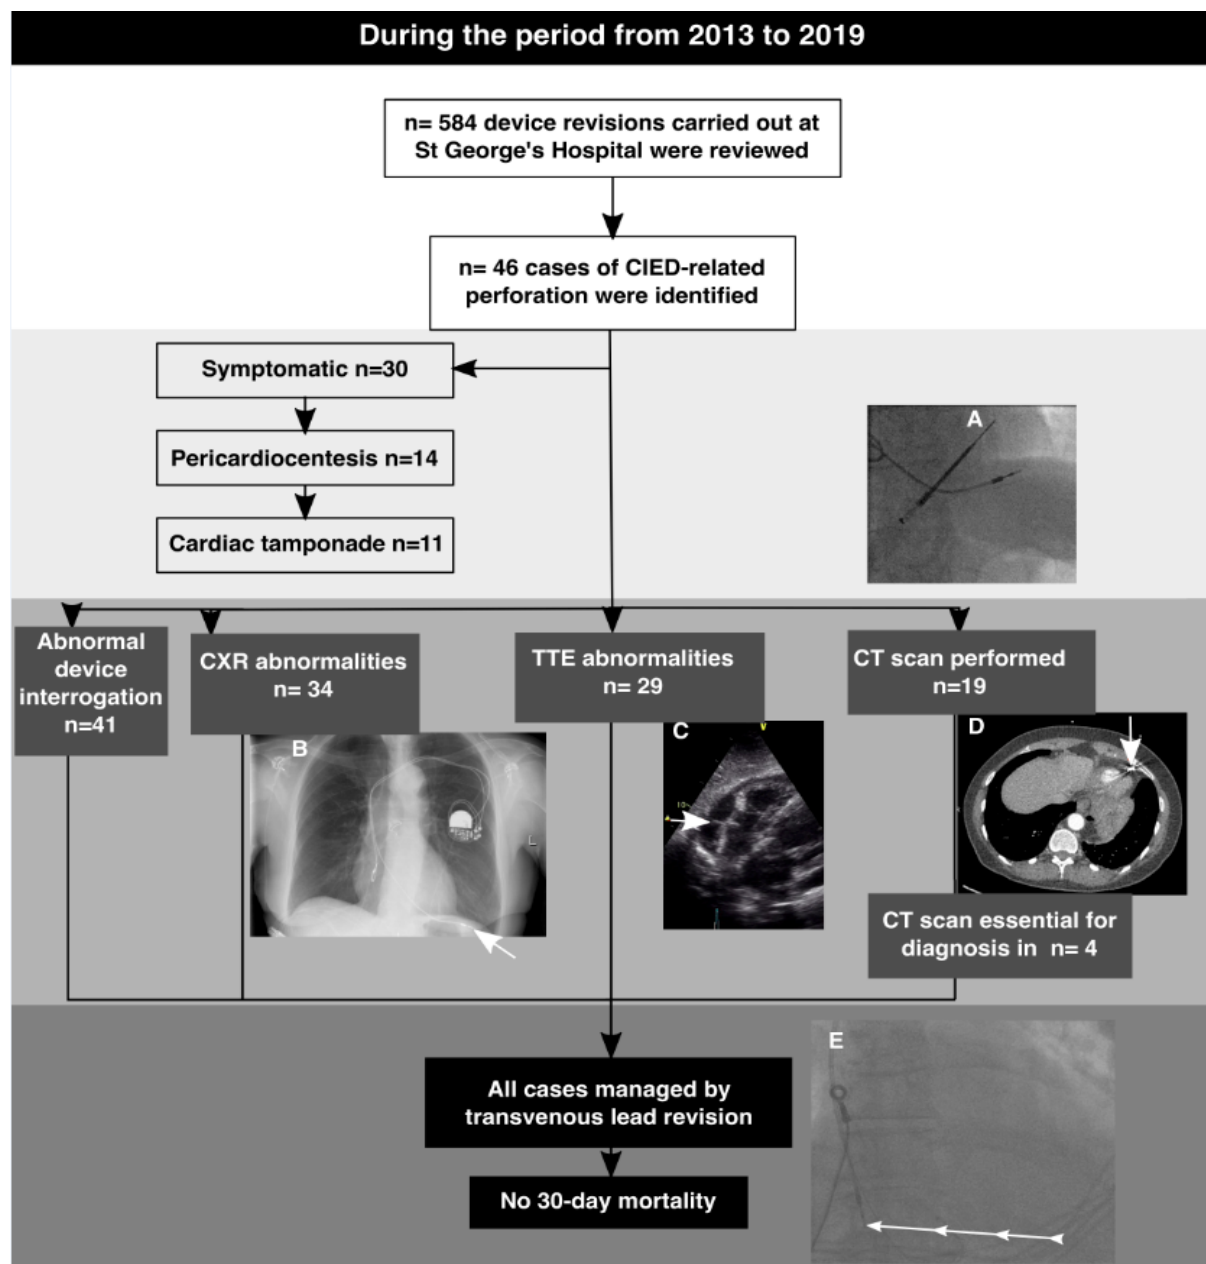 During the period from 2013 to 2019
n= 584 device revisions carried out at
St George's Hospital were reviewed
n= 46 cases of CIED-related
perforation were identified
Symptomatic n=30
Pericardiocentesis n=14
Cardiac tamponade n=11
A
Abnormal
device
interrogation
n=41
CXR abnormalities
n= 34
TTE abnormalities
n= 29
CT scan performed
n=19
B
L
C
V
10
D
CT scan essential for
diagnosis in n= 4
All cases managed by
transvenous lead revision
No 30-day mortality
E